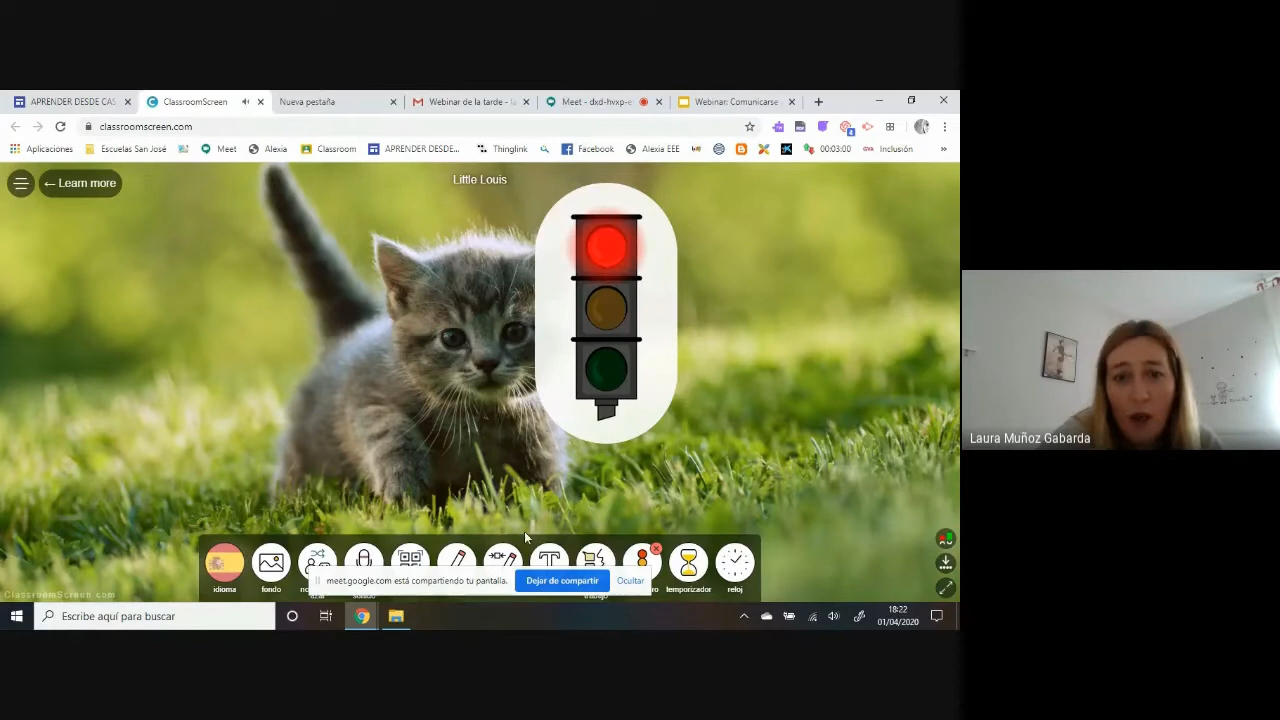 APRENDER DESDE CAS
ClassroomScreen
Nueva pestaña
Webinar de la tarde - la
Meet - dxd-hvxp-e
Webinar: Comunicarse
classroomscreen.com
Aplicaciones
Escuelas San José
Meet
Alexia
Classroom
APRENDER DESDE...
Thinglink
Facebook
Alexia EEE
00:03:00
GVA
Inclusión
← Learn more
Little Louis
Laura Muñoz Gabarda
meet.google.com está compartiendo tu pantalla.
Dejar de compartir
Ocultar
idioma
fondo
temporizador
reloj
ClassroomScreen.com
Escribe aquí para buscar
18:22
01/04/2020